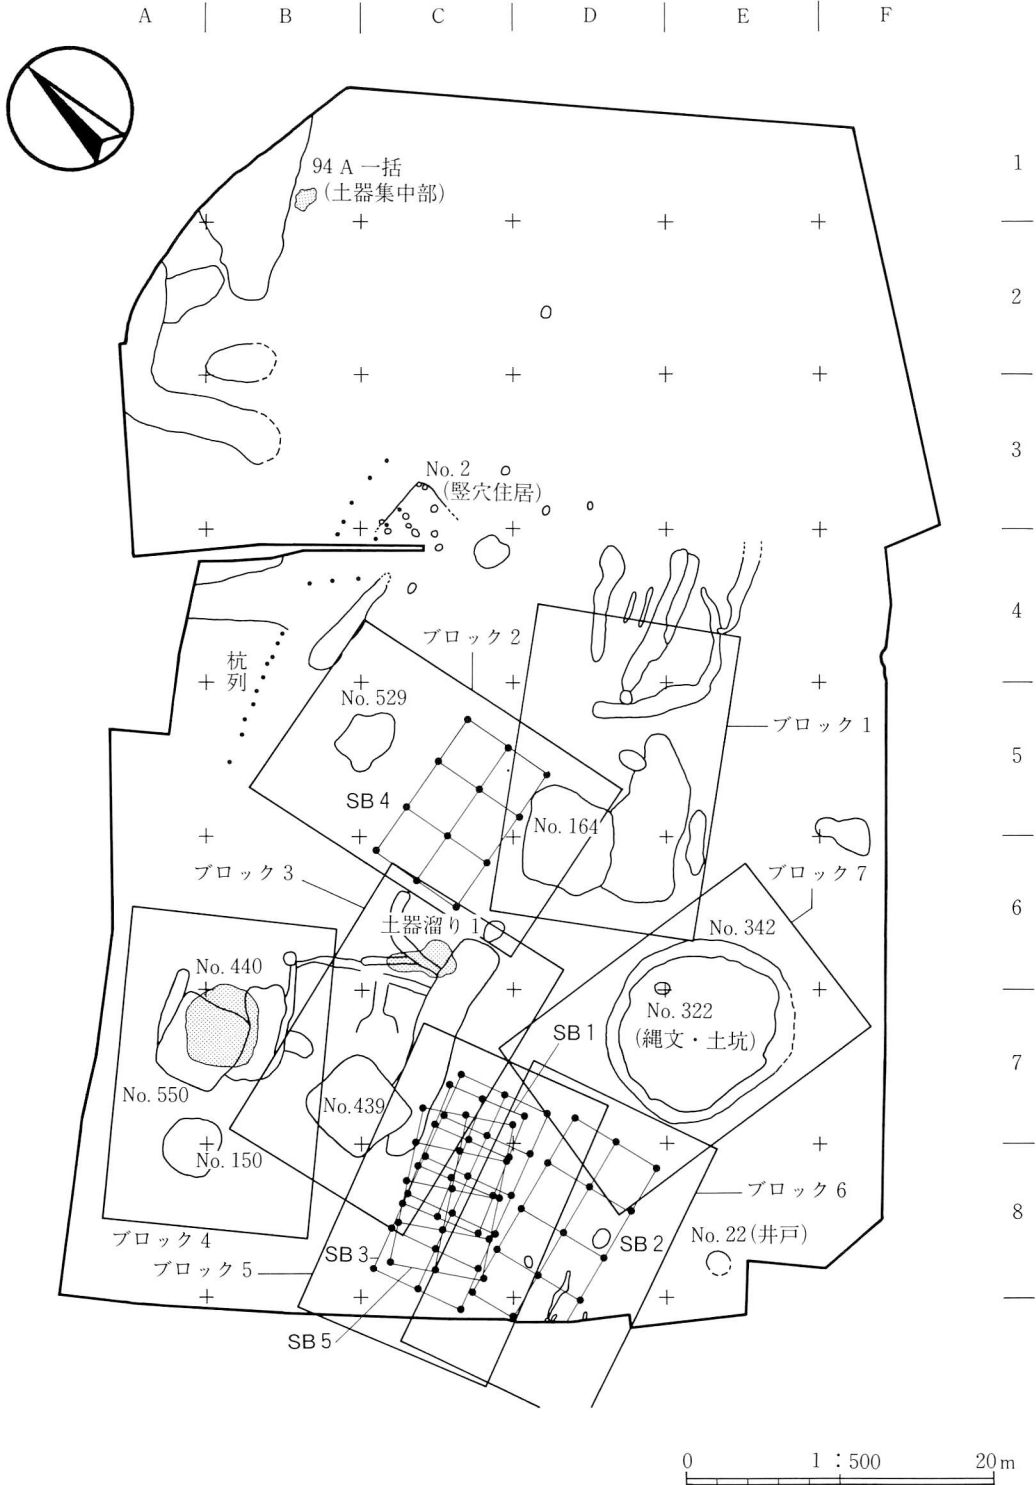 A | B | C | D | E | F
94 A 一括
(土器集中部)
1
2
3
No. 2
(竪穴住居)
4
ブロック 2
杭列
No. 529
ブロック 1
5
SB 4
No. 164
ブロック 3
ブロック 7
6
土器溜り 1
No. 342
No. 440
No. 322
(縄文・土坑)
SB 1
7
No. 550
No. 439
No. 150
ブロック 6
8
No. 22 (井戸)
ブロック 4
SB 2
SB 3
ブロック 5
SB 5
0 1 : 500 20 m